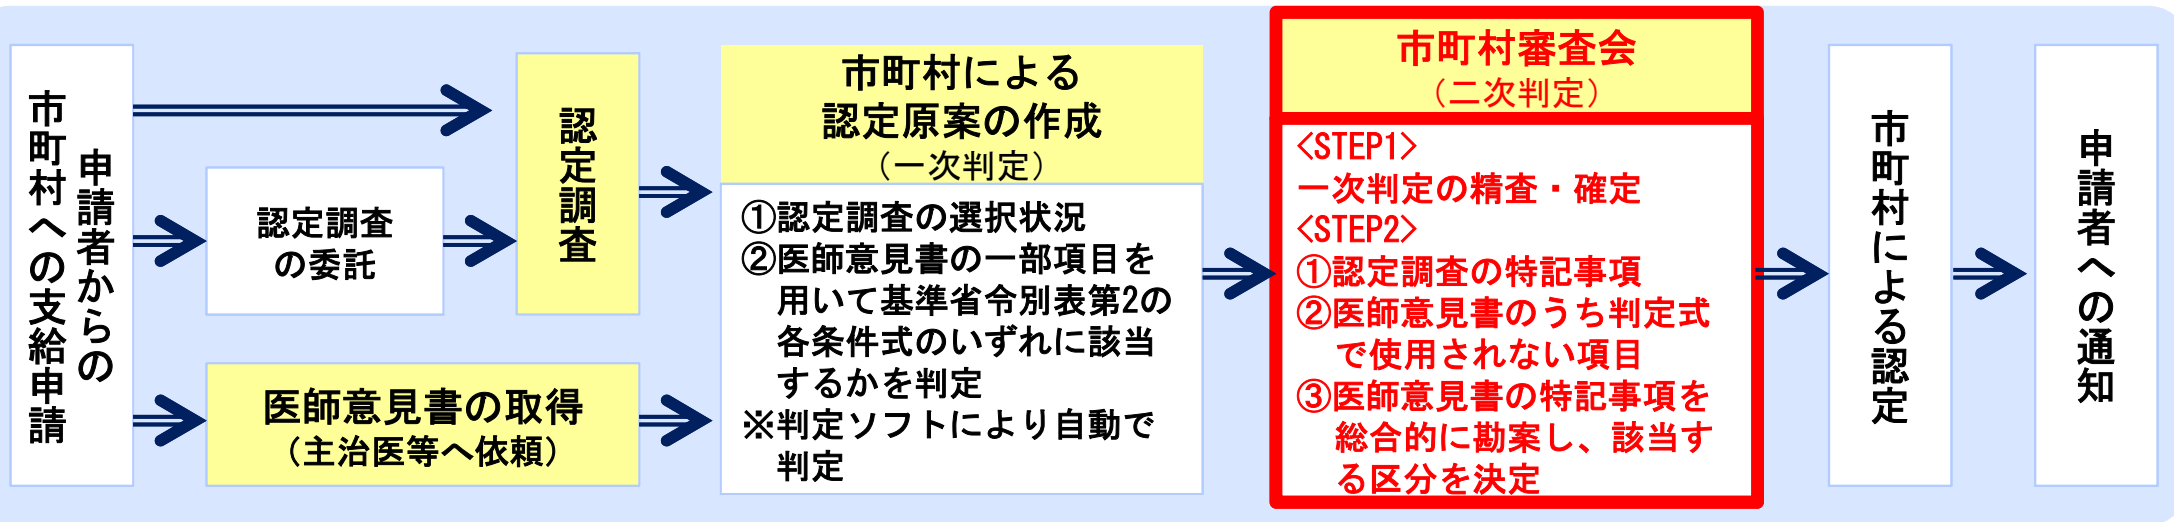 申請者からの
市町村への支給申請
認定調査
の委託
医師意見書の取得
（主治医等へ依頼）
認定調査
市町村による
認定原案の作成
（一次判定）
①認定調査の選択状況
②医師意見書の一部項目を
用いて基準省令別表第2の
各条件式のいずれに該当
するかを判定
※判定ソフトにより自動で
判定
市町村審査会
（二次判定）
<STEP1>
一次判定の精査・確定
<STEP2>
①認定調査の特記事項
②医師意見書のうち判定式
で使用されない項目
③医師意見書の特記事項を
総合的に勘案し、該当す
る区分を決定
市町村による認定
申請者への通知